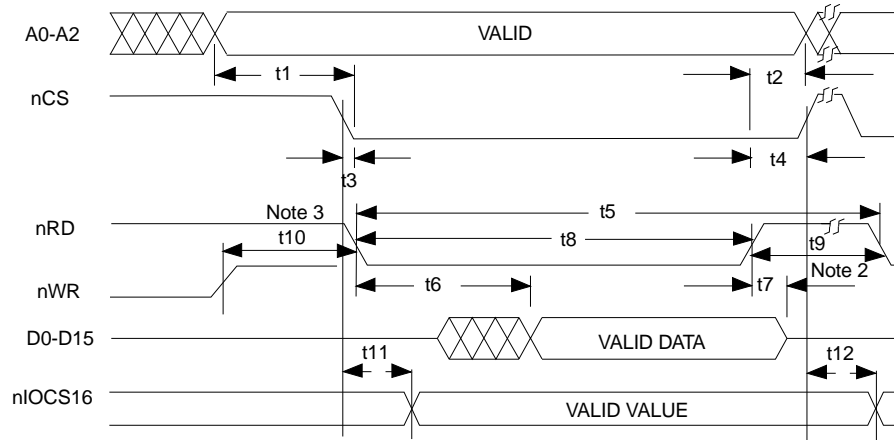 A0-A2
VALID
t1
t2
nCS
t3
t4
nRD
Note 3
t5
t10
t8
t9
nWR
t6
t7
Note 2
D0-D15
VALID DATA
t11
t12
nIOCS16
VALID VALUE